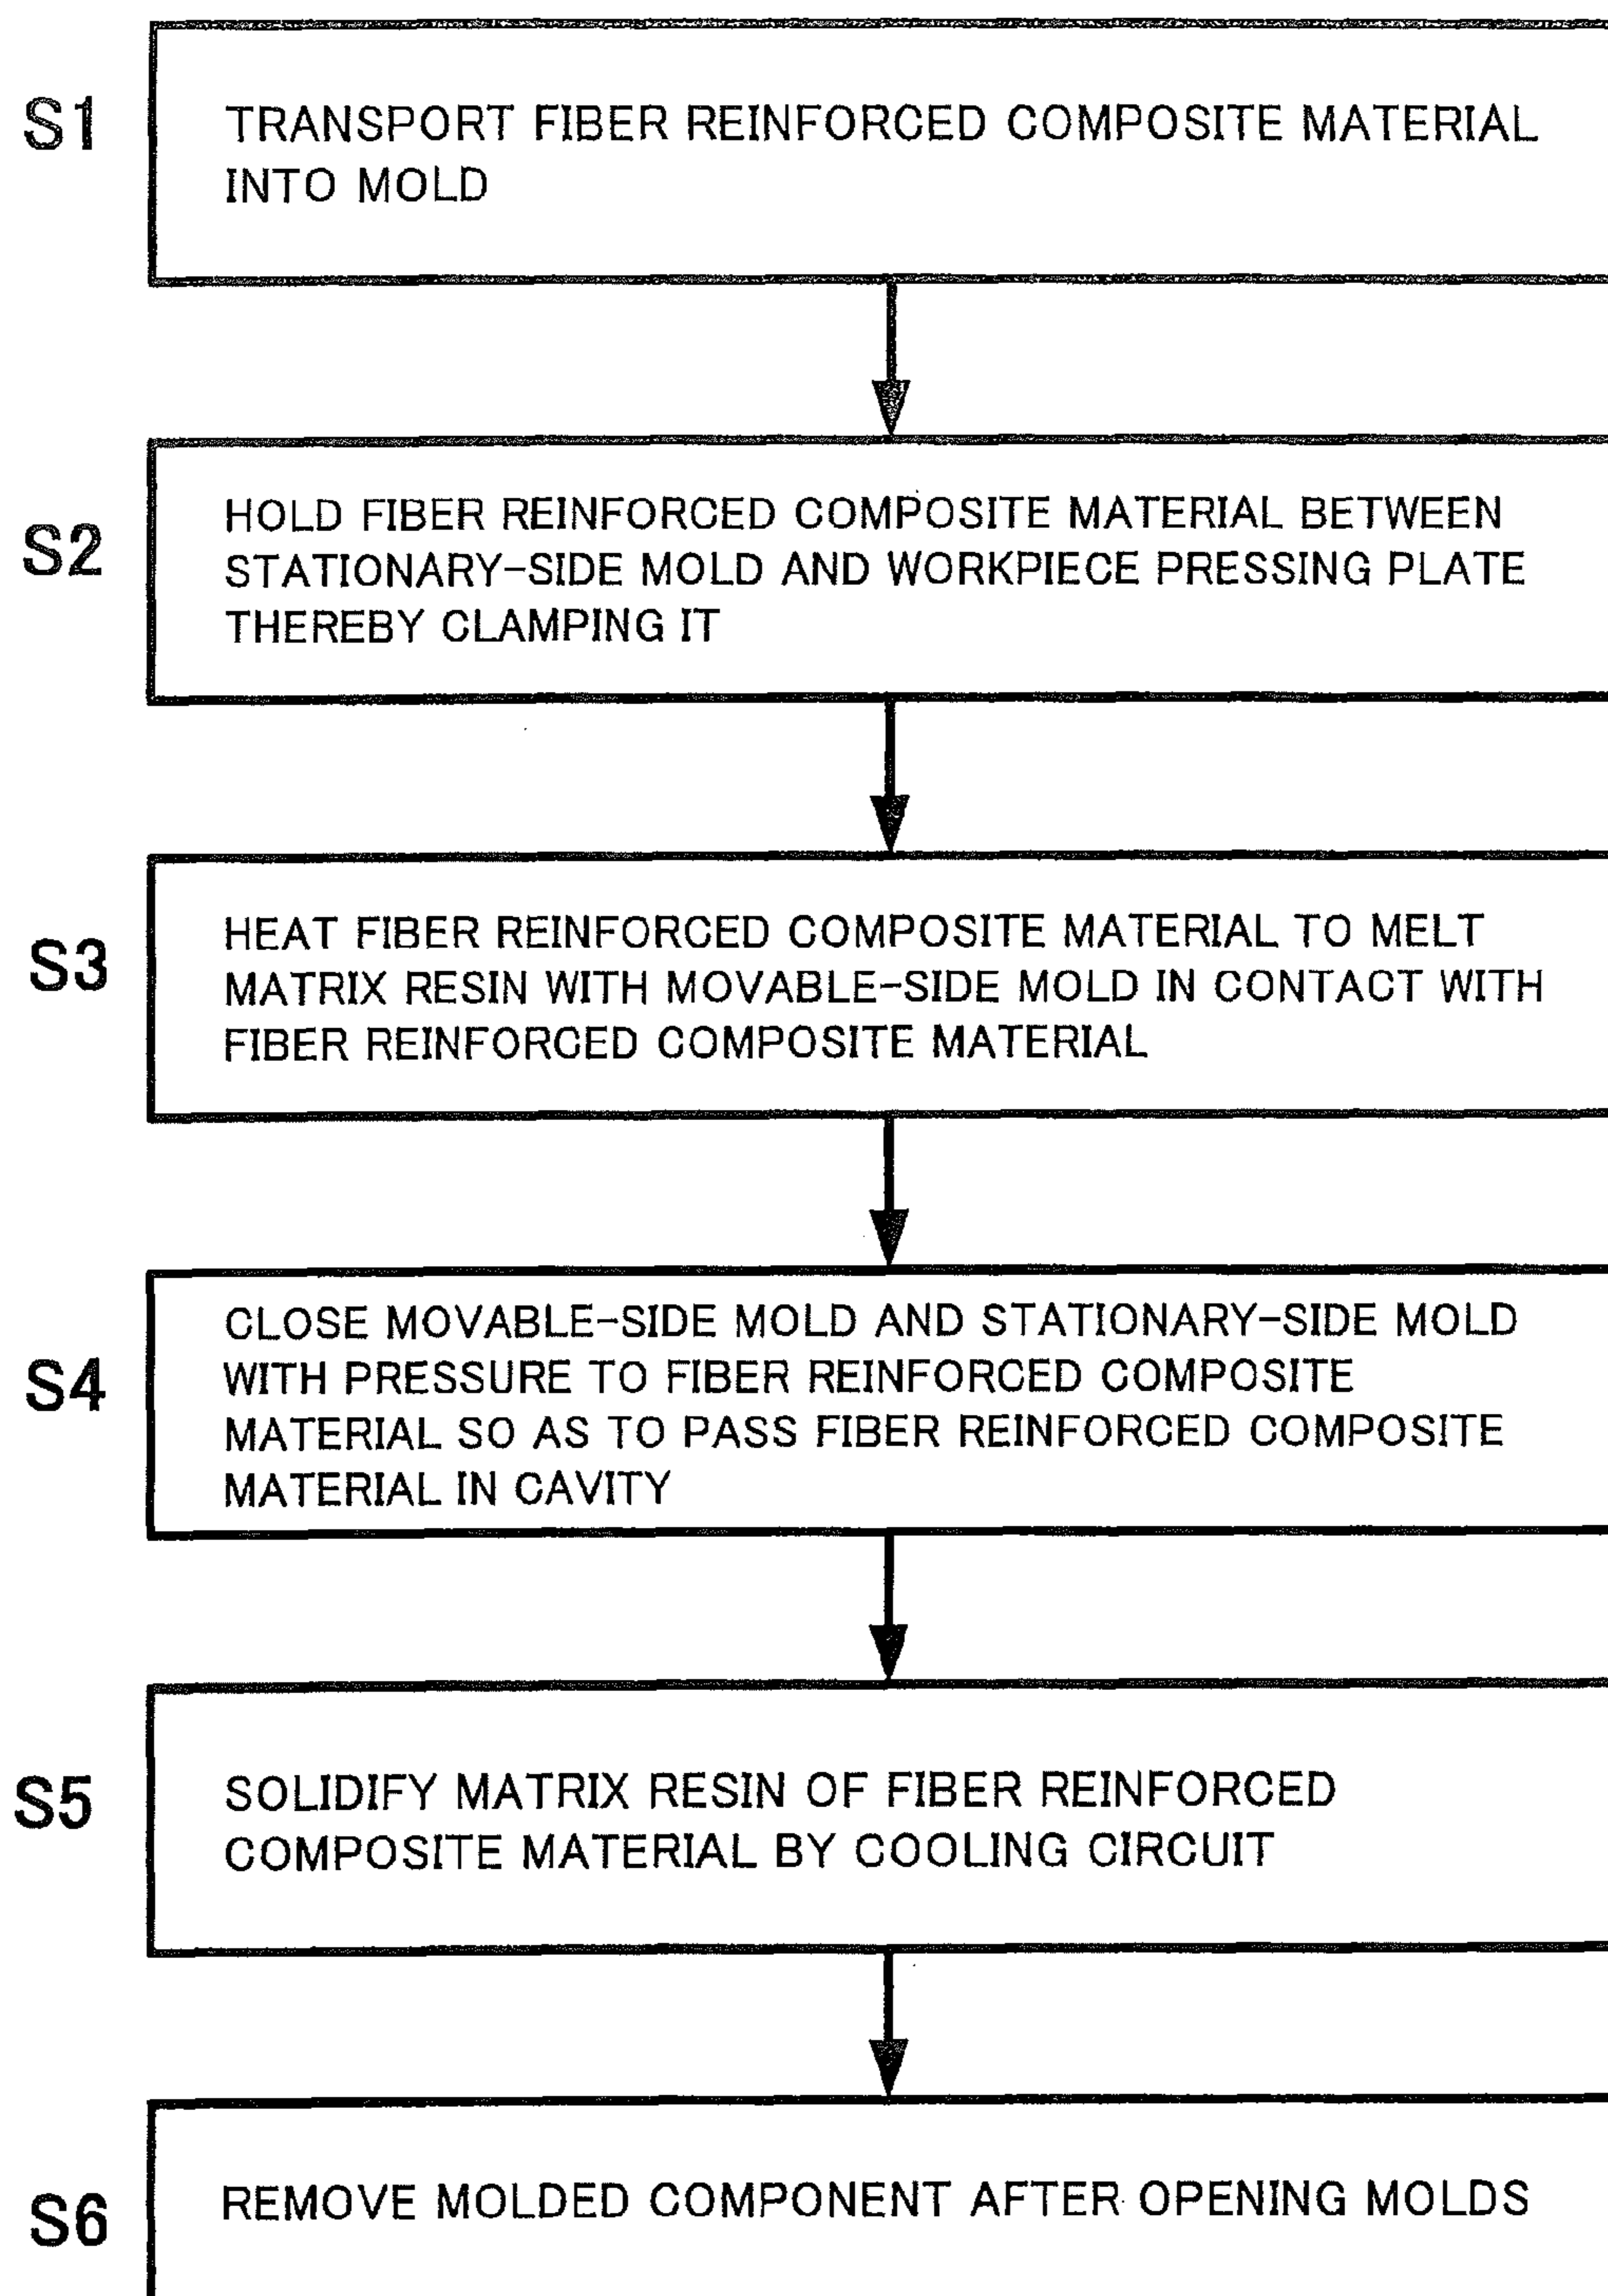 S1
TRANSPORT FIBER REINFORCED COMPOSITE MATERIAL
INTO MOLD
S2
HOLD FIBER REINFORCED COMPOSITE MATERIAL BETWEEN
STATIONARY-SIDE MOLD AND WORKPIECE PRESSING PLATE
THEREBY CLAMPING IT
S3
HEAT FIBER REINFORCED COMPOSITE MATERIAL TO MELT
MATRIX RESIN WITH MOVABLE-SIDE MOLD IN CONTACT WITH
FIBER REINFORCED COMPOSITE MATERIAL
S4
CLOSE MOVABLE-SIDE MOLD AND STATIONARY-SIDE MOLD
WITH PRESSURE TO FIBER REINFORCED COMPOSITE
MATERIAL SO AS TO PASS FIBER REINFORCED COMPOSITE
MATERIAL IN CAVITY
S5
SOLIDIFY MATRIX RESIN OF FIBER REINFORCED
COMPOSITE MATERIAL BY COOLING CIRCUIT
S6
REMOVE MOLDED COMPONENT AFTER OPENING MOLDS